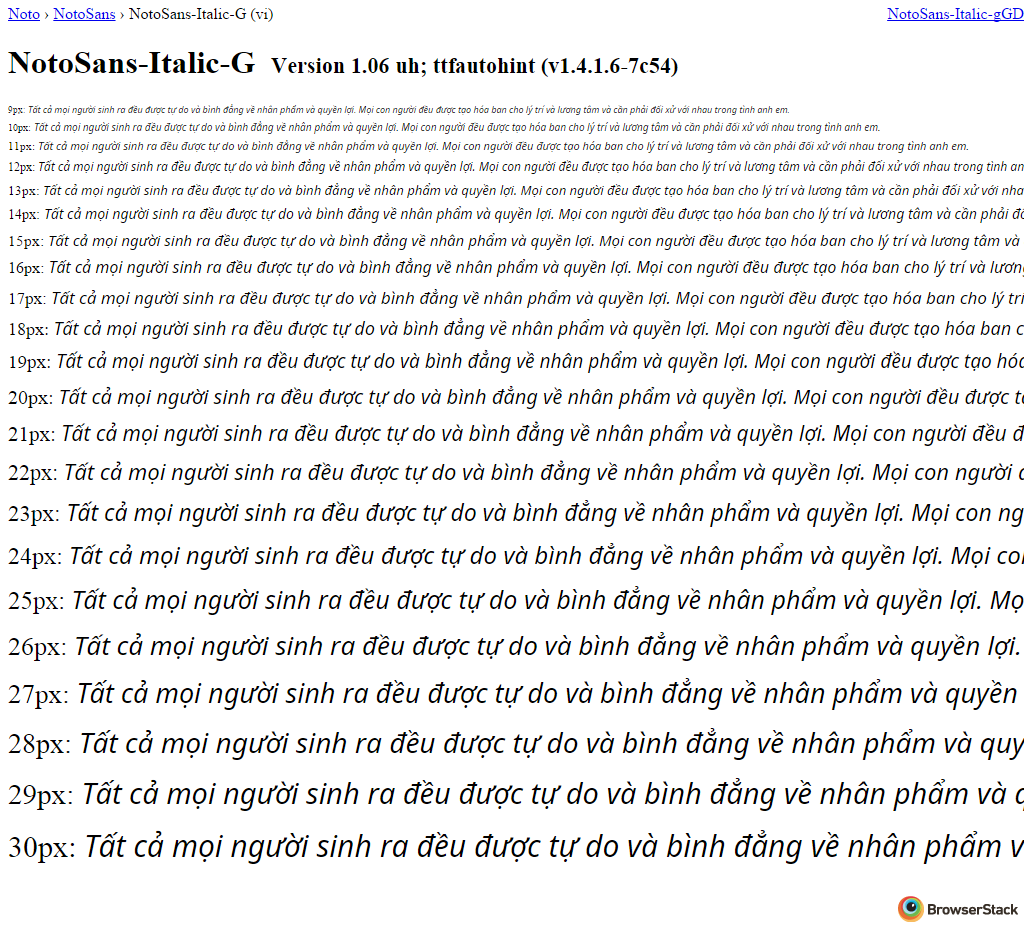 Noto › NotoSans › NotoSans-Italic-G (vi) NotoSans-Italic-gGD
NotoSans-Italic-G Version 1.06 uh; ttfautohint (v1.4.1.6-7c54)
9px: Tất cả mọi người sinh ra đều được tự do và bình đẳng về nhân phẩm và quyền lợi. Mọi con người đều được tạo hóa ban cho lý trí và lương tâm và cần phải đối xử với nhau trong tình anh em.
10px: Tất cả mọi người sinh ra đều được tự do và bình đẳng về nhân phẩm và quyền lợi. Mọi con người đều được tạo hóa ban cho lý trí và lương tâm và cần phải đối xử với nhau trong tình anh em.
11px: Tất cả mọi người sinh ra đều được tự do và bình đẳng về nhân phẩm và quyền lợi. Mọi con người đều được tạo hóa ban cho lý trí và lương tâm và cần phải đối xử với nhau trong tình anh em.
12px: Tất cả mọi người sinh ra đều được tự do và bình đẳng về nhân phẩm và quyền lợi. Mọi con người đều được tạo hóa ban cho lý trí và lương tâm và cần phải đối xử với nhau trong tình an
13px: Tất cả mọi người sinh ra đều được tự do và bình đẳng về nhân phẩm và quyền lợi. Mọi con người đều được tạo hóa ban cho lý trí và lương tâm và cần phải đối xử với nha
14px: Tất cả mọi người sinh ra đều được tự do và bình đẳng về nhân phẩm và quyền lợi. Mọi con người đều được tạo hóa ban cho lý trí và lương tâm và cần phải đố
15px: Tất cả mọi người sinh ra đều được tự do và bình đẳng về nhân phẩm và quyền lợi. Mọi con người đều được tạo hóa ban cho lý trí và lương tâm và
16px: Tất cả mọi người sinh ra đều được tự do và bình đẳng về nhân phẩm và quyền lợi. Mọi con người đều được tạo hóa ban cho lý trí và lương
17px: Tất cả mọi người sinh ra đều được tự do và bình đẳng về nhân phẩm và quyền lợi. Mọi con người đều được tạo hóa ban cho lý trí
18px: Tất cả mọi người sinh ra đều được tự do và bình đẳng về nhân phẩm và quyền lợi. Mọi con người đều được tạo hóa ban c
19px: Tất cả mọi người sinh ra đều được tự do và bình đẳng về nhân phẩm và quyền lợi. Mọi con người đều được tạo hóa
20px: Tất cả mọi người sinh ra đều được tự do và bình đẳng về nhân phẩm và quyền lợi. Mọi con người đều được tạ
21px: Tất cả mọi người sinh ra đều được tự do và bình đẳng về nhân phẩm và quyền lợi. Mọi con người đều đ
22px: Tất cả mọi người sinh ra đều được tự do và bình đẳng về nhân phẩm và quyền lợi. Mọi con người đ
23px: Tất cả mọi người sinh ra đều được tự do và bình đẳng về nhân phẩm và quyền lợi. Mọi con ng
24px: Tất cả mọi người sinh ra đều được tự do và bình đẳng về nhân phẩm và quyền lợi. Mọi con
25px: Tất cả mọi người sinh ra đều được tự do và bình đẳng về nhân phẩm và quyền lợi. Mọ
26px: Tất cả mọi người sinh ra đều được tự do và bình đẳng về nhân phẩm và quyền lợi.
27px: Tất cả mọi người sinh ra đều được tự do và bình đẳng về nhân phẩm và quyền
28px: Tất cả mọi người sinh ra đều được tự do và bình đẳng về nhân phẩm và quy
29px: Tất cả mọi người sinh ra đều được tự do và bình đẳng về nhân phẩm và q
30px: Tất cả mọi người sinh ra đều được tự do và bình đẳng về nhân phẩm v
BrowserStack